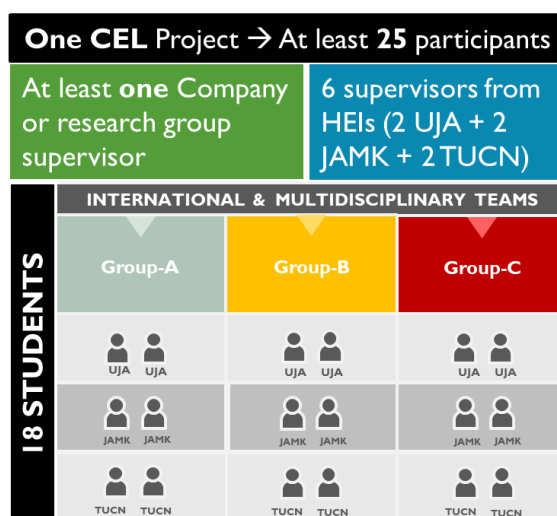 One CEL Project → At least 25 participants
At least one Company
or research group
supervisor
6 supervisors from
HEIs (2 UJA + 2
JAMK + 2 TUCN)
INTERNATIONAL & MULTIDISCIPLINARY TEAMS
18 STUDENTS
Group-A
Group-B
Group-C
UJA UJA
UJA UJA
UJA UJA
JAMK JAMK
JAMK JAMK
JAMK JAMK
TUCN TUCN
TUCN TUCN
TUCN TUCN